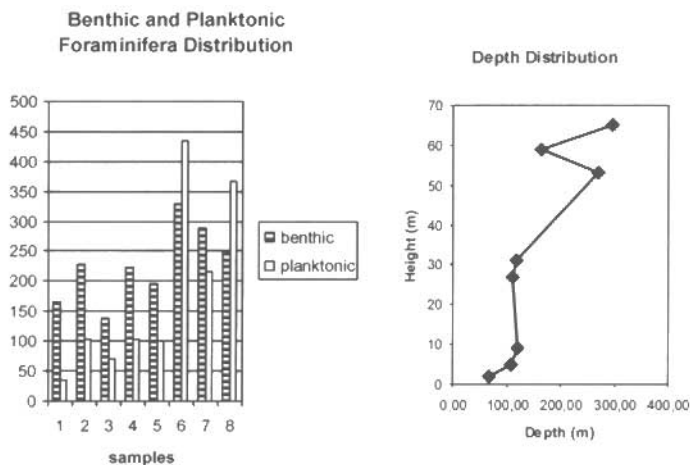 Benthic and Planktonic
Foraminifera Distribution
500
450
400
350
300
250
200
150
100
50
0
1 2 3 4 5 6 7 8
samples
benthic
planktonic
Depth Distribution
70
60
50
40
30
20
10
0
Height (m)
0.00 100,00 200,00 300,00 400,00
Depth (m)